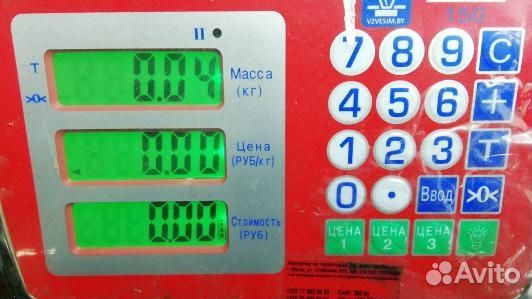 II
VZVESIM.BY
150
T
>0<
0.04
Масса
(кг)
0.00
Цена
(РУБ/кг)
0.00
Стоимость
(РУБ)
7 8 9 C
4 5 6 +
1 2 3 T
0 . Ввод >0<
ЦЕНА 1
ЦЕНА 2
ЦЕНА 3
Avito